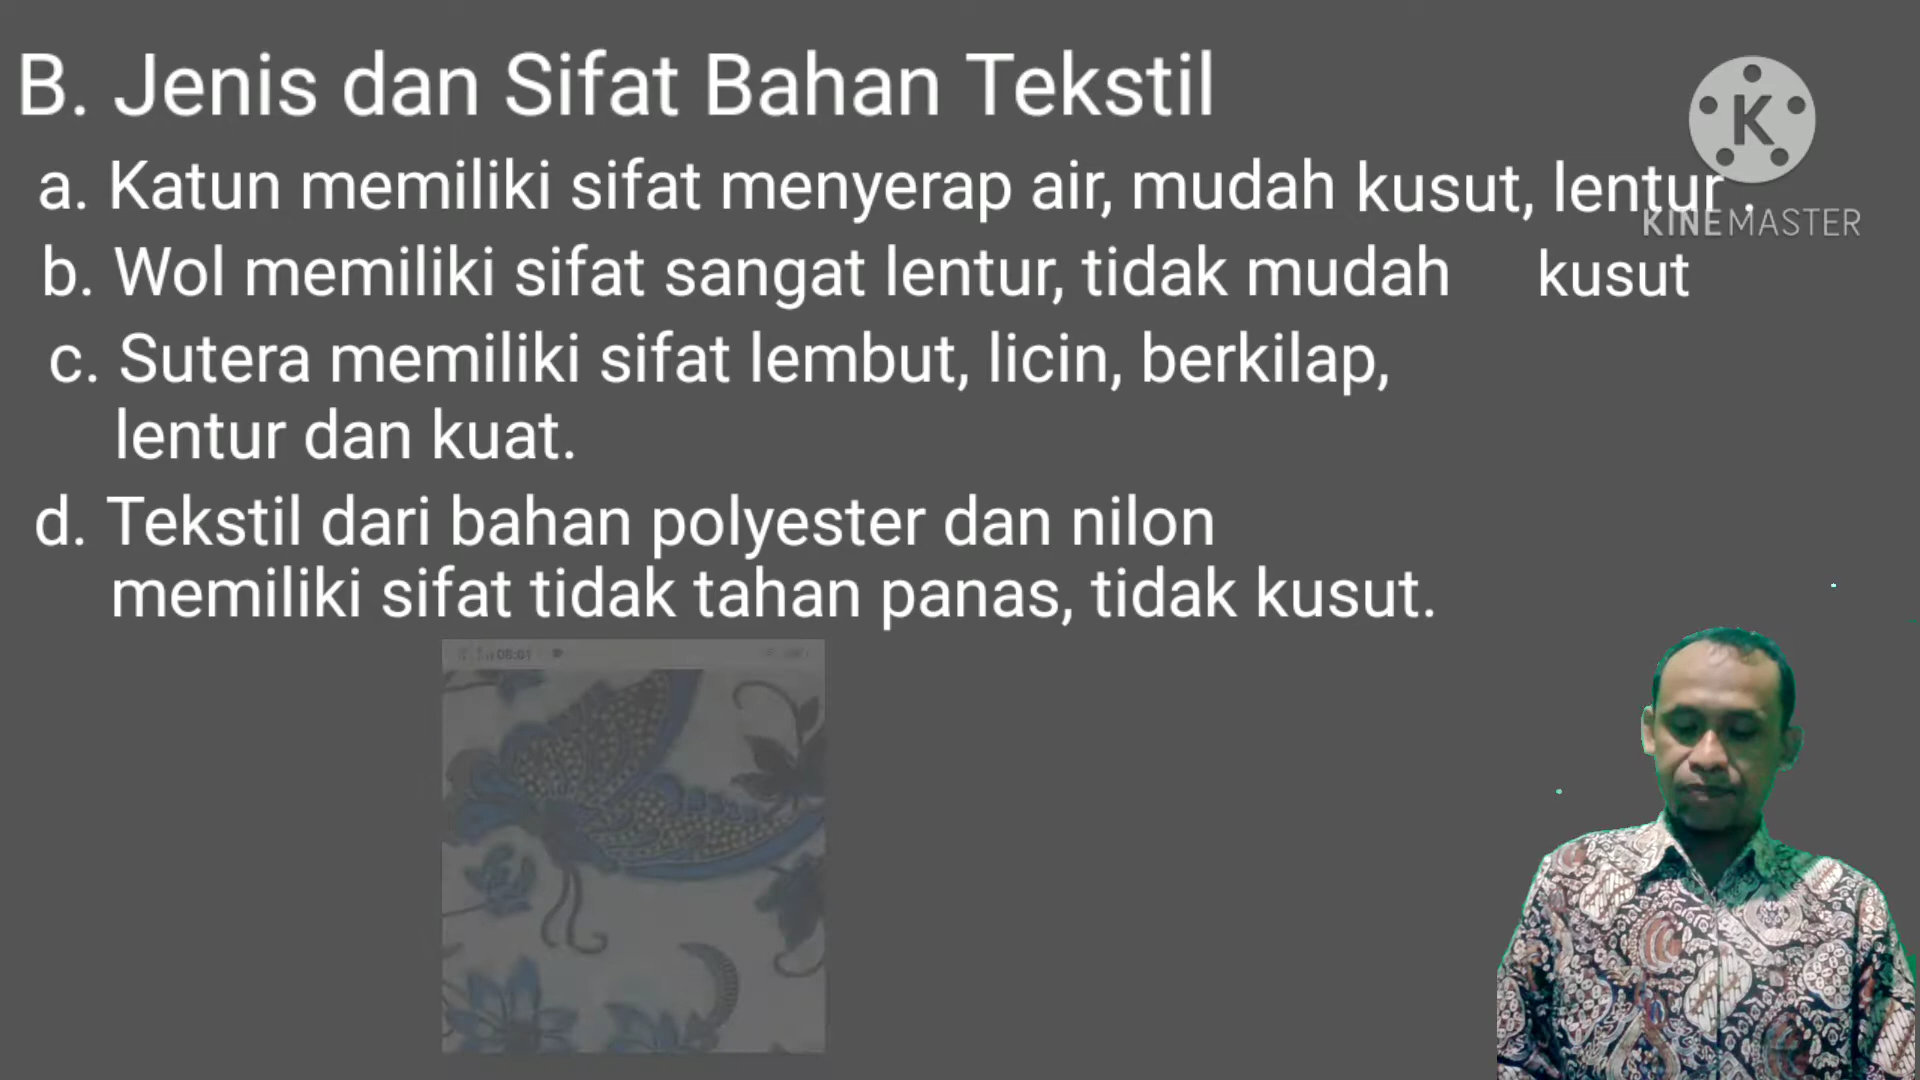 B. Jenis dan Sifat Bahan Tekstil
a. Katun memiliki sifat menyerap air, mudah kusut, lentur .
K
KINEMASTER
b. Wol memiliki sifat sangat lentur, tidak mudah kusut
c. Sutera memiliki sifat lembut, licin, berkilap,
lentur dan kuat.
d. Tekstil dari bahan polyester dan nilon
memiliki sifat tidak tahan panas, tidak kusut.
08:01